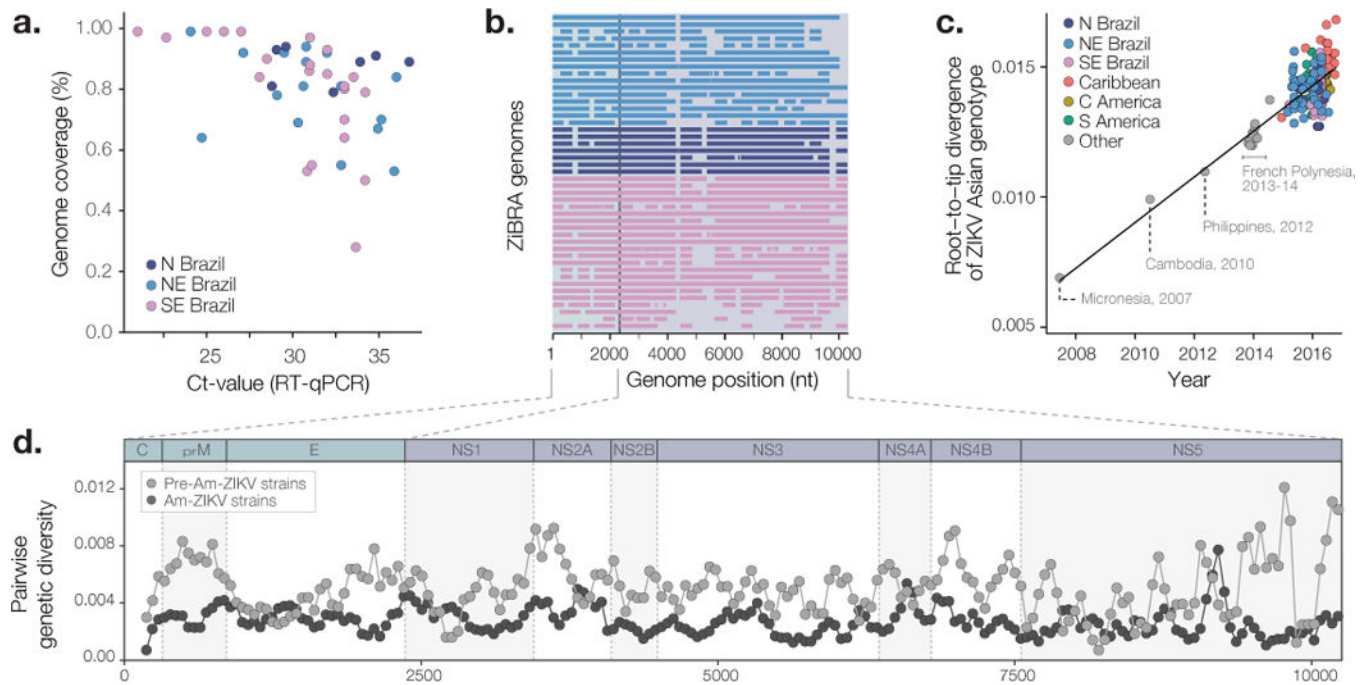 a.
Genome coverage (%)
1.00
0.8
0.6
0.4
0.2
0.0
N Brazil
NE Brazil
SE Brazil
25
30
35
Ct-value (RT-qPCR)
b.
ZiBRA genomes
1
2000
4000
6000
8000
10000
Genome position (nt)
c.
Root-to-tip divergence
of ZIKV Asian genotype
0.015
0.010
0.005
N Brazil
NE Brazil
SE Brazil
Caribbean
C America
S America
Other
French Polynesia,
2013-14
Philippines, 2012
Cambodia, 2010
Micronesia, 2007
2008
2010
2012
2014
2016
Year
d.
C
prM
E
NS1
NS2A
NS2B
NS3
NS4A
NS4B
NS5
Pairwise
genetic diversity
0.012
0.008
0.004
0.00
Pre-Am-ZIKV strains
Am-ZIKV strains
0
2500
5000
7500
10000